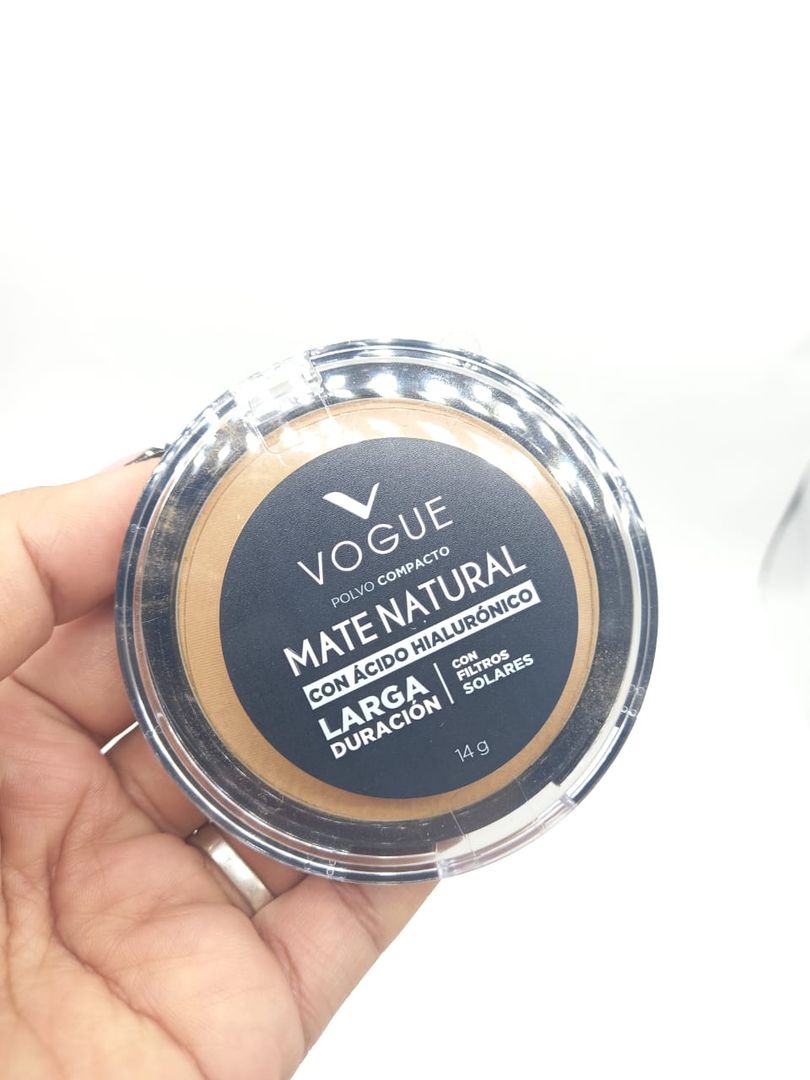 VOGUE
POLVO COMPACTO
MATE NATURAL
CON ÁCIDO HIALURÓNICO
LARGA
DURACIÓN
CON
FILTROS
SOLARES
14 g